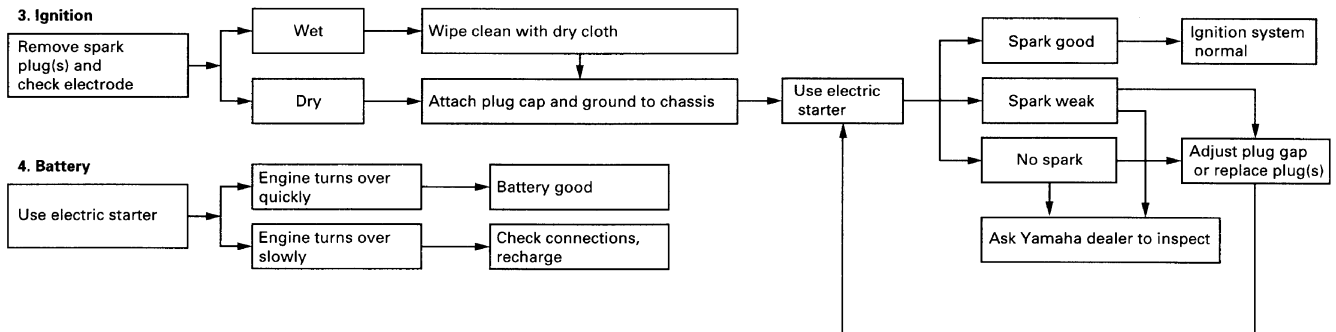 3. Ignition
Remove spark
plug(s) and
check electrode
Wet
Wipe clean with dry cloth
Dry
Attach plug cap and ground to chassis
Use electric
starter
Spark good
Ignition system
normal
Spark weak
No spark
Adjust plug gap
or replace plug(s)
Ask Yamaha dealer to inspect
4. Battery
Use electric starter
Engine turns over
quickly
Battery good
Engine turns over
slowly
Check connections,
recharge